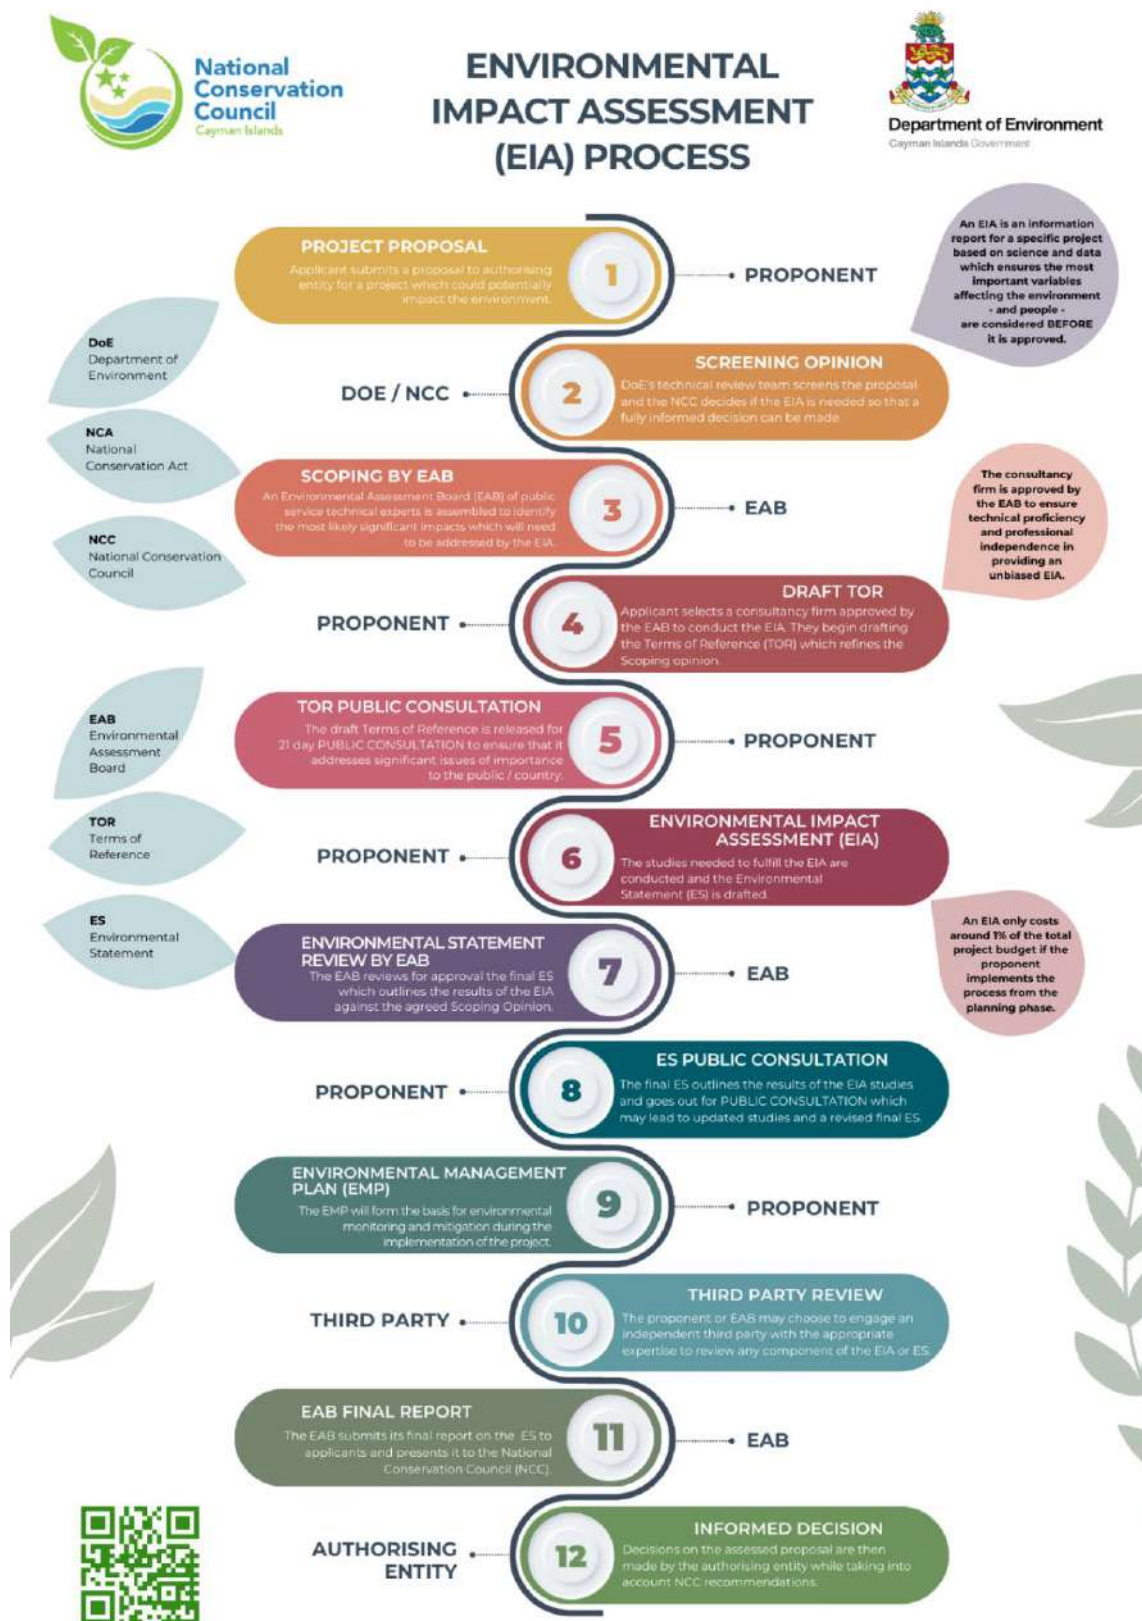 National
Conservation
Council
Cayman Islands
ENVIRONMENTAL
IMPACT ASSESSMENT
(EIA) PROCESS
Department of Environment
Cayman Islands Government
An EIA is an information
report for a specific project
based on science and data
which ensures the most
important variables
affecting the environment
- and people -
are considered BEFORE
it is approved.
PROJECT PROPOSAL
Applicant submits a proposal to authorising
entity for a project which could potentially
impact the environment.
1
PROPONENT
DoE
Department of
Environment
DOE / NCC
2
SCREENING OPINION
DoE's technical review team screens the proposal
and the NCC decides if the EIA is needed so that a
fully informed decision can be made.
NCA
National
Conservation Act
SCOPING BY EAB
An Environmental Assessment Board (EAB) of public
service technical experts is assembled to identify
the most likely significant impacts which will need
to be addressed by the EIA.
3
EAB
The consultancy
firm is approved by
the EAB to ensure
technical proficiency
and professional
independence in
providing an
unbiased EIA.
NCC
National Conservation
Council
PROPONENT
4
DRAFT TOR
Applicant selects a consultancy firm approved by
the EAB to conduct the EIA. They begin drafting
the Terms of Reference (TOR) which refines the
Scoping opinion.
EAB
Environmental
Assessment
Board
TOR PUBLIC CONSULTATION
The draft Terms of Reference is released for
21 day PUBLIC CONSULTATION to ensure that it
addresses significant issues of importance
to the public / country.
5
PROPONENT
TOR
Terms of
Reference
PROPONENT
6
ENVIRONMENTAL IMPACT
ASSESSMENT (EIA)
The studies needed to fulfill the EIA are
conducted and the Environmental
Statement (ES) is drafted.
ES
Environmental
Statement
An EIA only costs
around 1% of the total
project budget if the
proponent
implements the
process from the
planning phase.
ENVIRONMENTAL STATEMENT
REVIEW BY EAB
The EAB reviews for approval the final ES
which outlines the results of the EIA
against the agreed Scoping Opinion.
7
EAB
PROPONENT
8
ES PUBLIC CONSULTATION
The final ES outlines the results of the EIA studies
and goes out for PUBLIC CONSULTATION which
may lead to updated studies and a revised final ES.
ENVIRONMENTAL MANAGEMENT
PLAN (EMP)
The EMP will form the basis for environmental
monitoring and mitigation during the
implementation of the project.
9
PROPONENT
THIRD PARTY
10
THIRD PARTY REVIEW
The proponent or EAB may choose to engage an
independent third party with the appropriate
expertise to review any component of the EIA or ES.
EAB FINAL REPORT
The EAB submits its final report on the ES to
applicants and presents it to the National
Conservation Council (NCC).
11
EAB
AUTHORISING
ENTITY
12
INFORMED DECISION
Decisions on the assessed proposal are then
made by the authorising entity while taking into
account NCC recommendations.